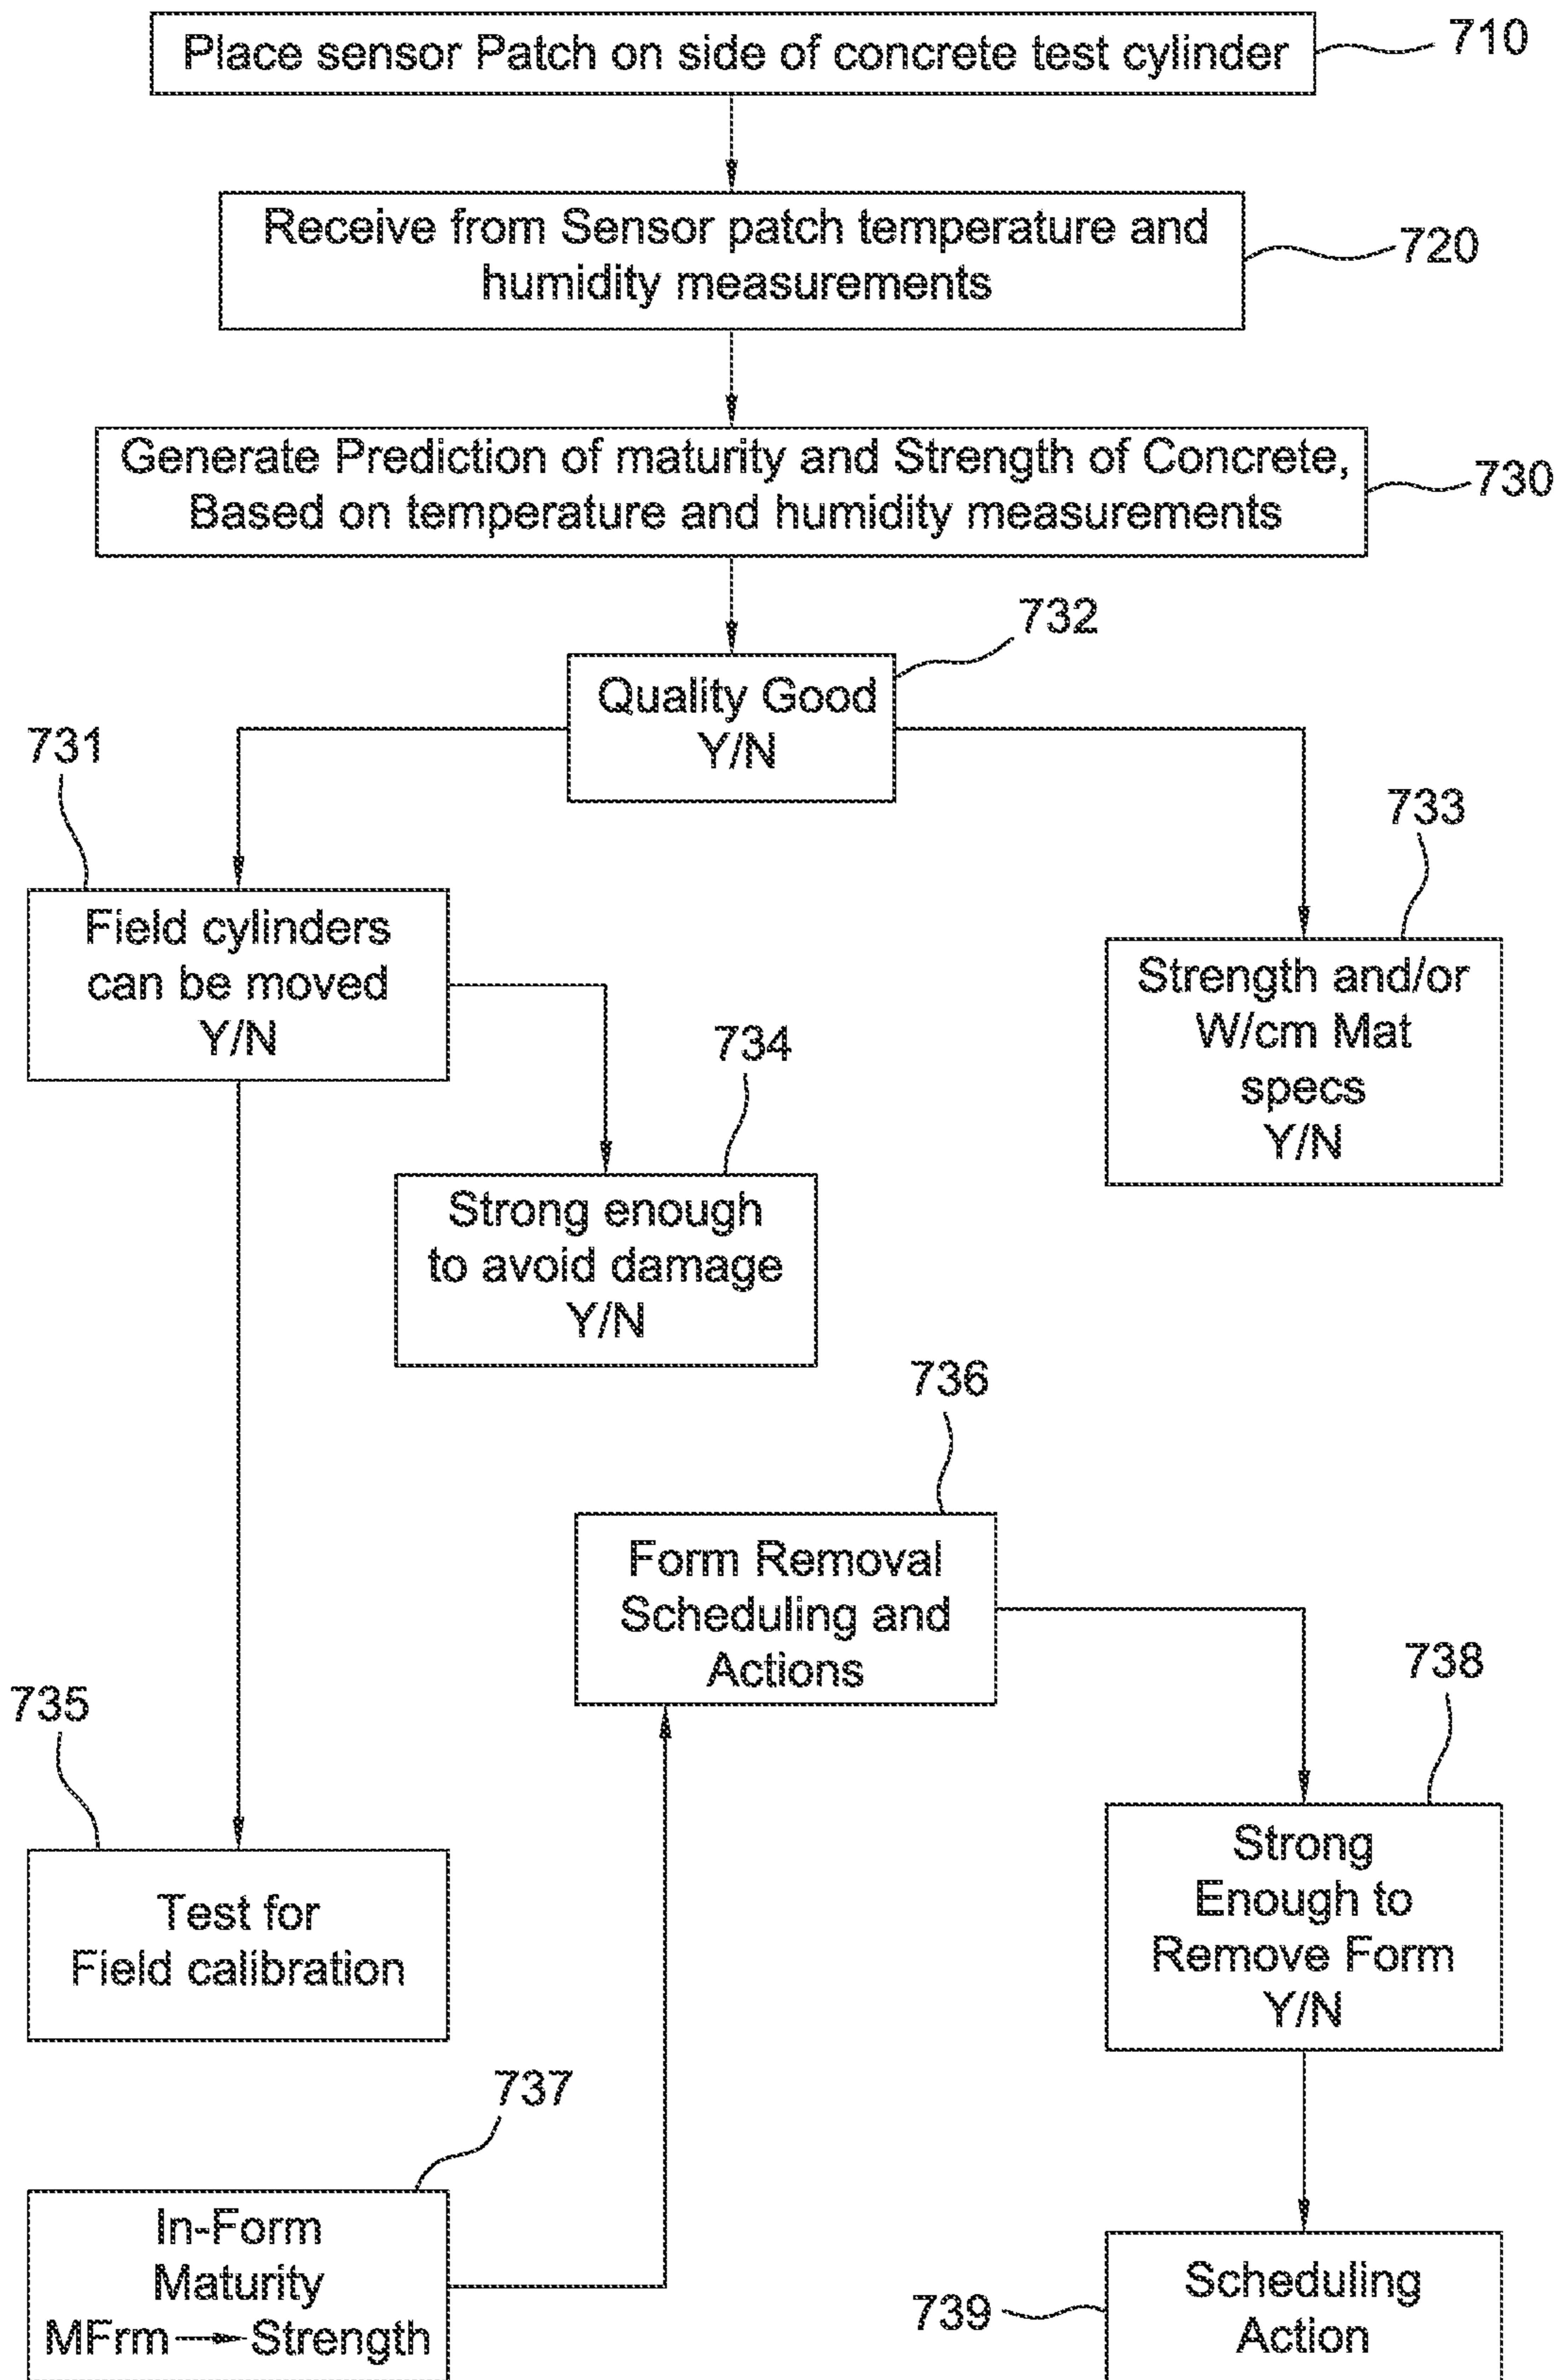 Place sensor Patch on side of concrete test cylinder
710
Receive from Sensor patch temperature and
humidity measurements
720
Generate Prediction of maturity and Strength of Concrete,
Based on temperature and humidity measurements
730
732
Quality Good
Y/N
731
Field cylinders
can be moved
Y/N
733
Strength and/or
W/cm Mat
specs
Y/N
734
Strong enough
to avoid damage
Y/N
736
Form Removal
Scheduling and
Actions
735
Test for
Field calibration
738
Strong
Enough to
Remove Form
Y/N
737
In-Form
Maturity
MFrm → Strength
739
Scheduling
Action